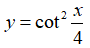 y = cot² x/4